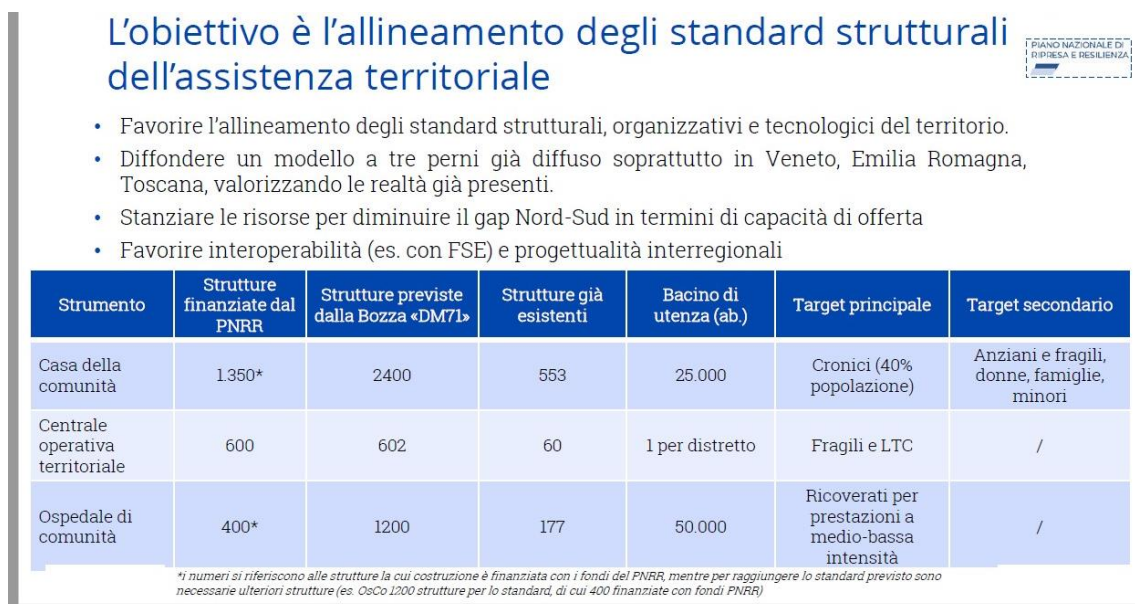 L'obiettivo è l'allineamento degli standard strutturali
dell'assistenza territoriale
PIANO NAZIONALE DI
RIPRESA E RESILIENZA
• Favorire l'allineamento degli standard strutturali, organizzativi e tecnologici del territorio.
• Diffondere un modello a tre perni già diffuso soprattutto in Veneto, Emilia Romagna,
Toscana, valorizzando le realtà già presenti.
• Stanziare le risorse per diminuire il gap Nord-Sud in termini di capacità di offerta
• Favorire interoperabilità (es. con FSE) e progettualità interregionali
Strumento
Strutture
finanziate dal
PNRR
Strutture previste
dalla Bozza «DM71»
Strutture già
esistenti
Bacino di
utenza (ab.)
Target principale
Target secondario
Casa della
comunità
1.350*
2400
553
25.000
Cronici (40%
popolazione)
Anziani e fragili,
donne, famiglie,
minori
Centrale
operativa
territoriale
600
602
60
1 per distretto
Fragili e LTC
/
Ospedale di
comunità
400*
1200
177
50.000
Ricoverati per
prestazioni a
medio-bassa
intensità
/
*i numeri si riferiscono alle strutture la cui costruzione è finanziata con i fondi del PNRR, mentre per raggiungere lo standard previsto sono
necessarie ulteriori strutture (es. OsCo 1200 strutture per lo standard, di cui 400 finanziate con fondi PNRR)